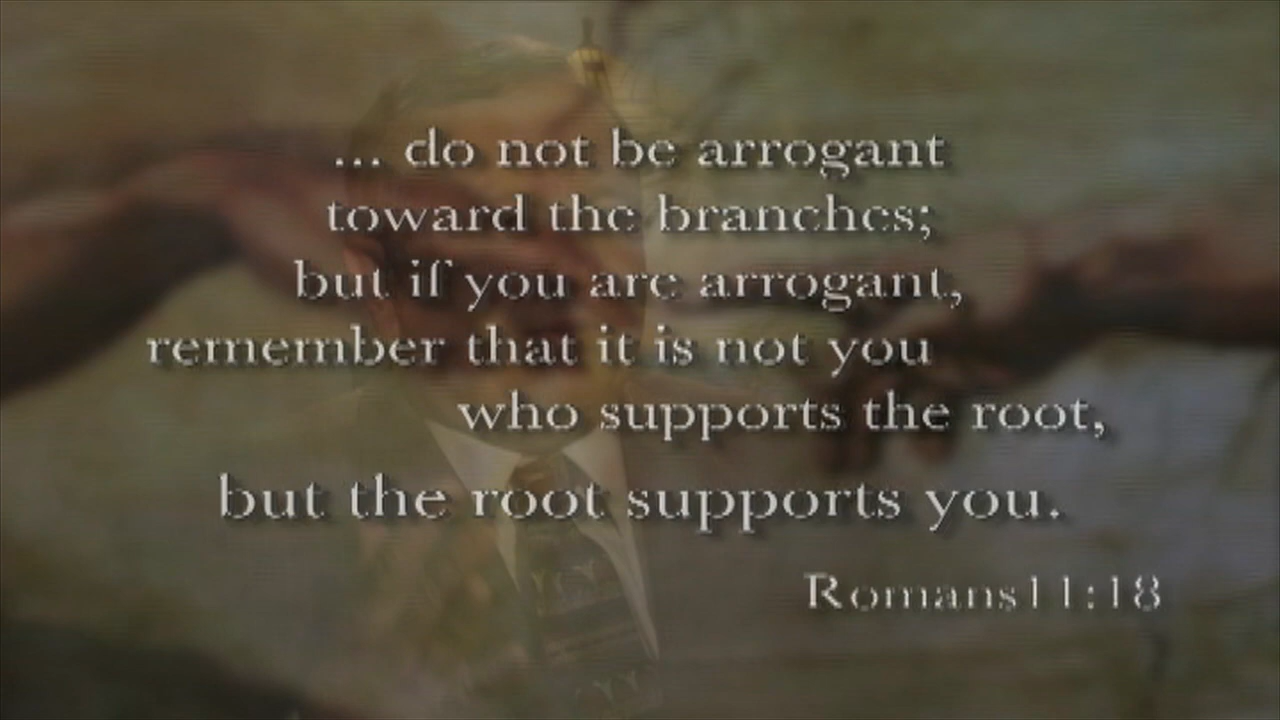 ... do not be arrogant
toward the branches;
but if you are arrogant,
remember that it is not you
who supports the root,
but the root supports you.
Romans11:18